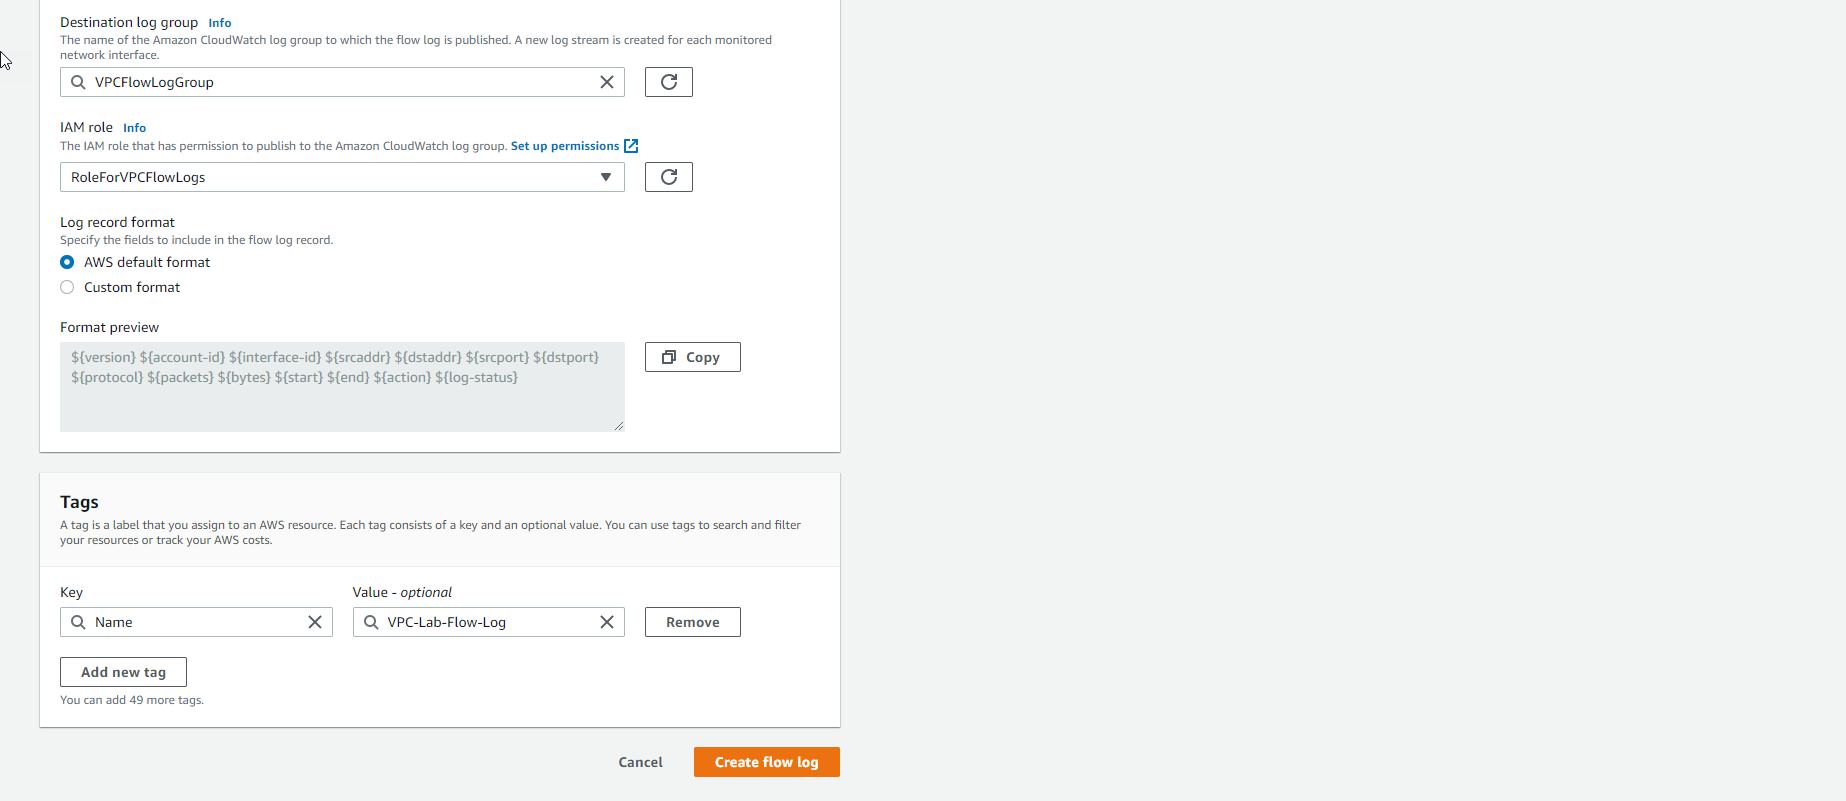 Destination log group Info
The name of the Amazon CloudWatch log group to which the flow log is published. A new log stream is created for each monitored
network interface.
VPCFlowLogGroup
IAM role Info
The IAM role that has permission to publish to the Amazon CloudWatch log group. Set up permissions
RoleForVPCFlowLogs
Log record format
Specify the fields to include in the flow log record.
AWS default format
Custom format
Format preview
${version} ${account-id} ${interface-id} ${srcaddr} ${dstaddr} ${srcport} ${dstport}
${protocol} ${packets} ${bytes} ${start} ${end} ${action} ${log-status}
Copy
Tags
A tag is a label that you assign to an AWS resource. Each tag consists of a key and an optional value. You can use tags to search and filter
your resources or track your AWS costs.
Key Value - optional
Name VPC-Lab-Flow-Log Remove
Add new tag
You can add 49 more tags.
Cancel Create flow log